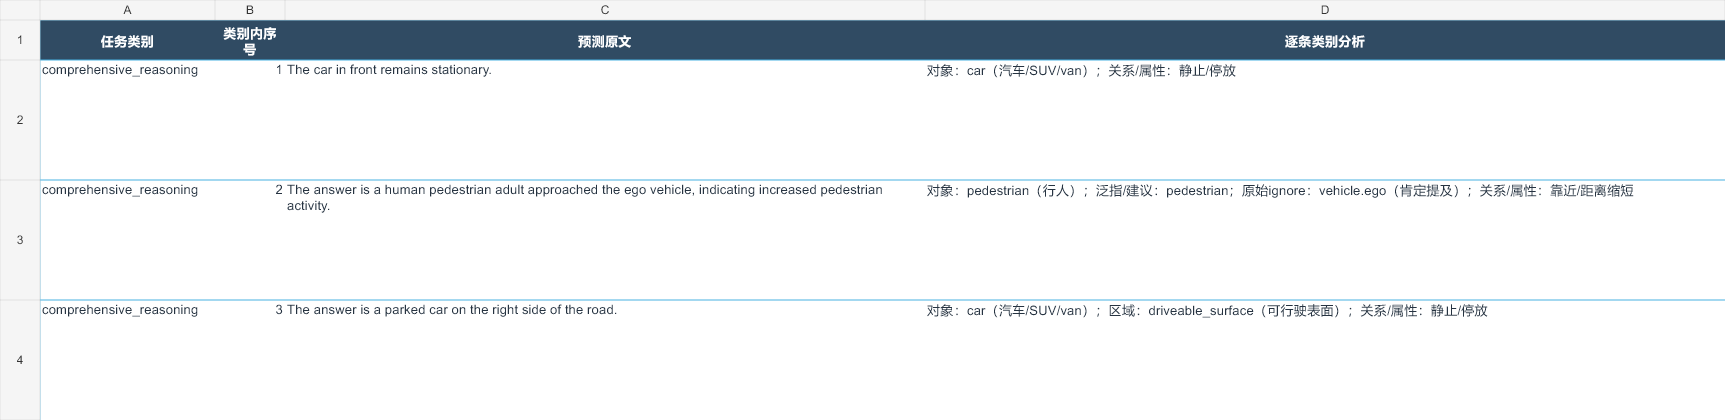 A B C D
1 任务类别 类别内序号 预测原文 逐条类别分析
2 comprehensive_reasoning 1 The car in front remains stationary. 对象：car（汽车/SUV/van）；关系/属性：静止/停放
3 comprehensive_reasoning 2 The answer is a human pedestrian adult approached the ego vehicle, indicating increased pedestrian activity. 对象：pedestrian（行人）；泛指/建议：pedestrian；原始ignore：vehicle.ego（肯定提及）；关系/属性：靠近/距离缩短
4 comprehensive_reasoning 3 The answer is a parked car on the right side of the road. 对象：car（汽车/SUV/van）；区域：driveable_surface（可行驶表面）；关系/属性：静止/停放